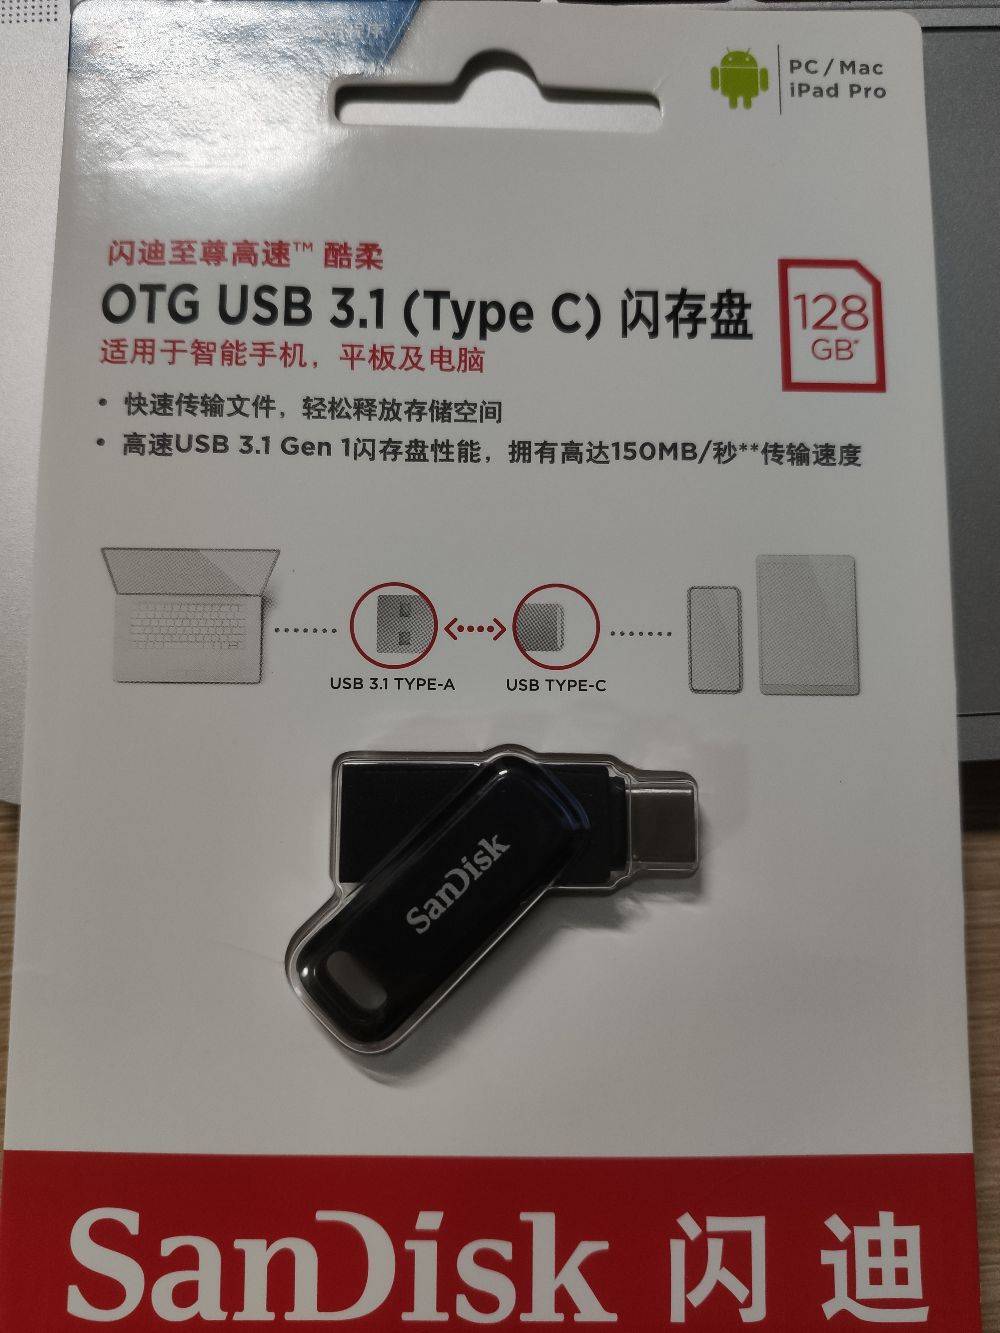 PC / Mac
iPad Pro
闪迪至尊高速™ 酷柔
OTG USB 3.1 (Type C) 闪存盘
128
GB*
适用于智能手机，平板及电脑
• 快速传输文件，轻松释放存储空间
• 高速USB 3.1 Gen 1闪存盘性能，拥有高达150MB/秒**传输速度
USB 3.1 TYPE-A
USB TYPE-C
SanDisk
SanDisk 闪迪